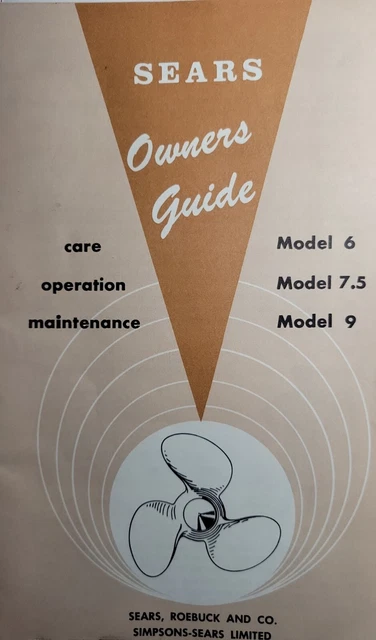 SEARS
Owners
Guide
care
operation
maintenance
Model 6
Model 7.5
Model 9
SEARS, ROEBUCK AND CO.
SIMPSONS-SEARS LIMITED